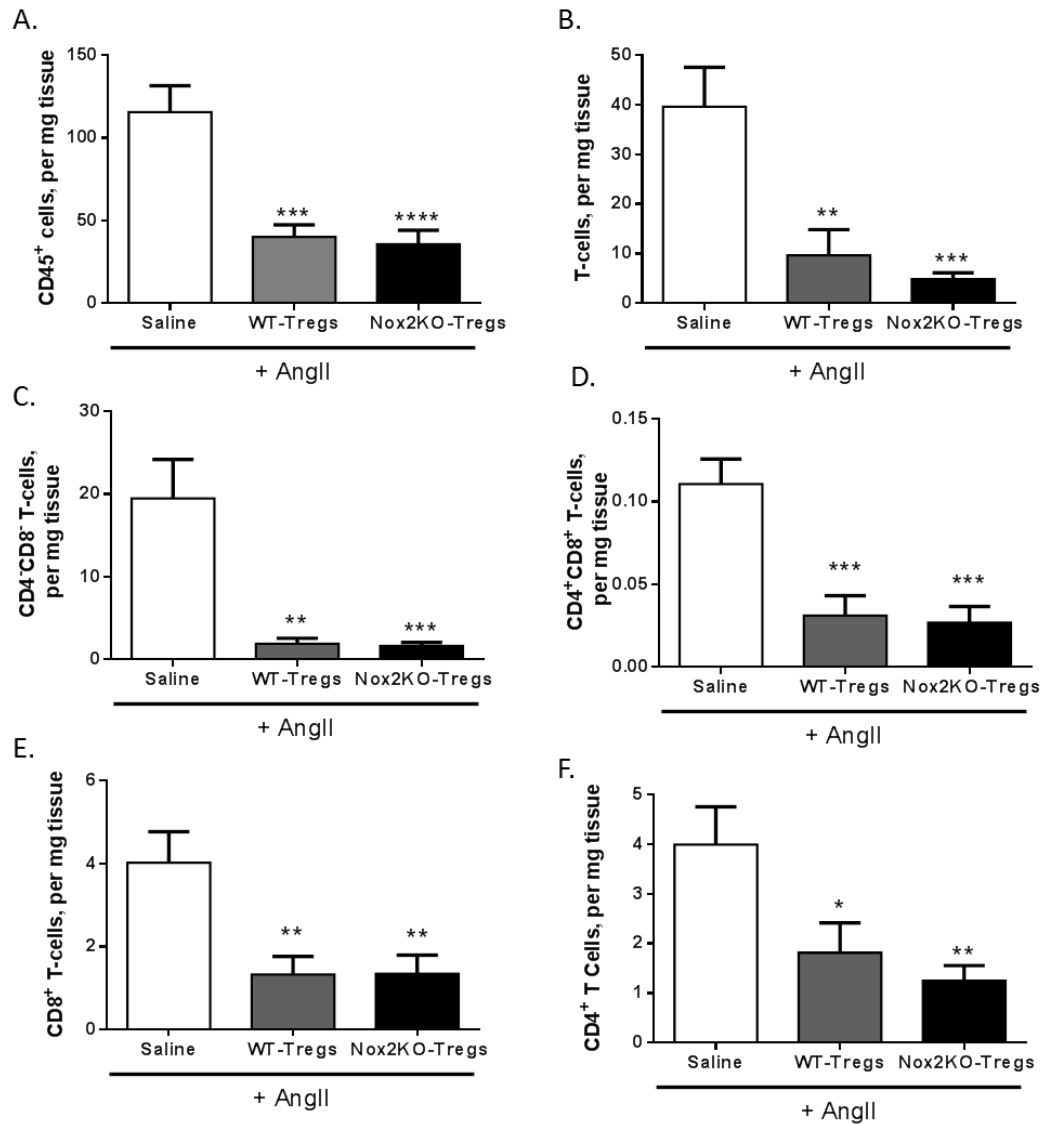 A.
CD45⁺ cells, per mg tissue
150
100
50
0
***
****
Saline
WT-Tregs
Nox2KO-Tregs
+ AngII
B.
T-cells, per mg tissue
50
40
30
20
10
0
**
***
Saline
WT-Tregs
Nox2KO-Tregs
+ AngII
C.
CD4⁻CD8⁻ T-cells,
per mg tissue
30
20
10
0
**
***
Saline
WT-Tregs
Nox2KO-Tregs
+ AngII
D.
CD4⁺CD8⁺ T-cells,
per mg tissue
0.15
0.10
0.05
0.00
***
***
Saline
WT-Tregs
Nox2KO-Tregs
+ AngII
E.
CD8⁺ T-cells, per mg tissue
6
4
2
0
**
**
Saline
WT-Tregs
Nox2KO-Tregs
+ AngII
F.
CD4⁺ T Cells, per mg tissue
5
4
3
2
1
0
*
**
Saline
WT-Tregs
Nox2KO-Tregs
+ AngII